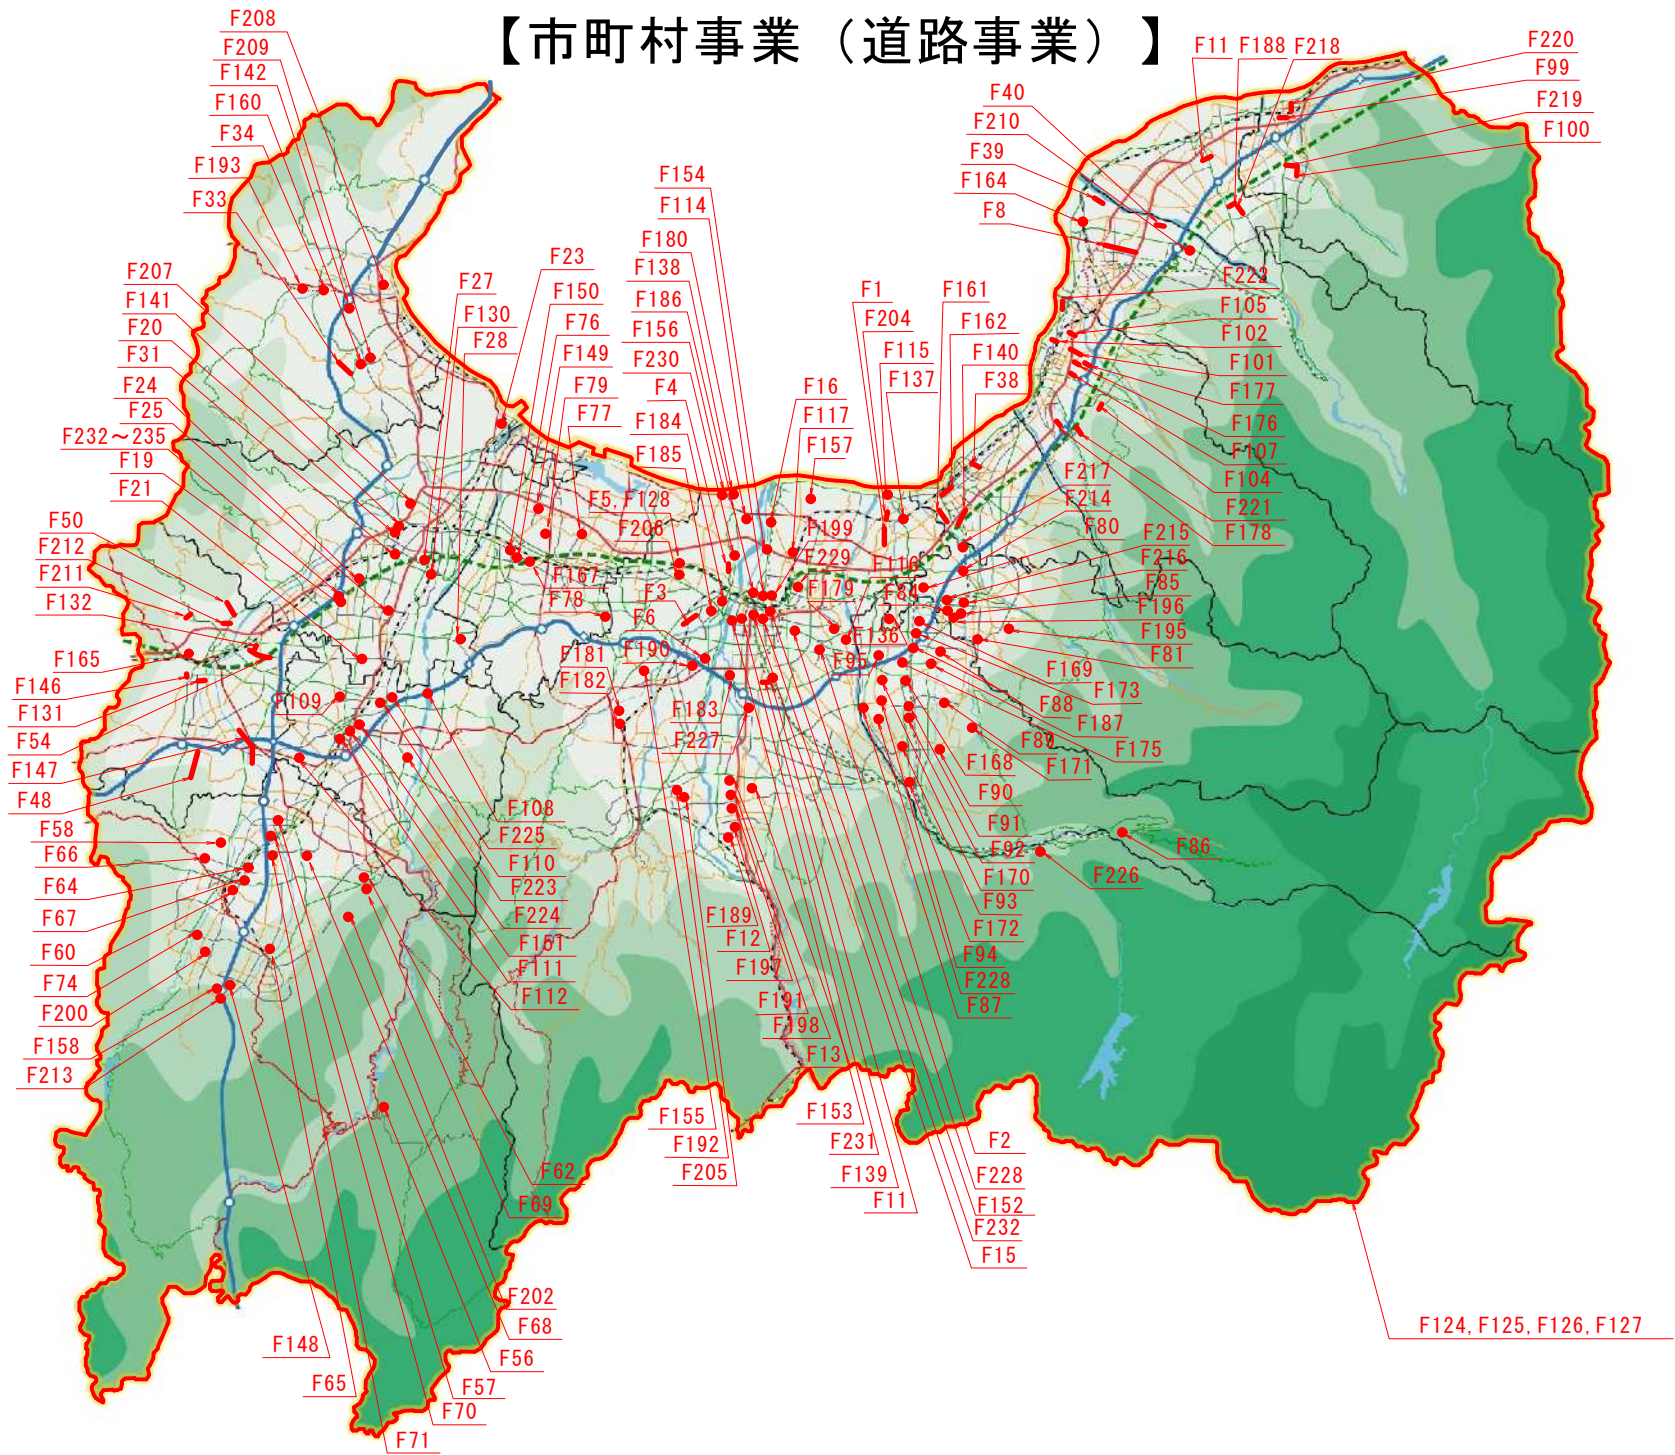 【市町村事業（道路事業）】
F208
F209
F142
F160
F34
F193
F33
F207
F141
F20
F31
F24
F25
F232～235
F19
F21
F50
F212
F211
F132
F165
F146
F131
F54
F147
F48
F58
F66
F64
F67
F60
F74
F200
F158
F213
F27
F130
F28
F23
F150
F76
F149
F79
F77
F5, F128
F206
F167
F78
F3
F6
F190
F181
F182
F183
F227
F109
F154
F114
F180
F138
F186
F156
F230
F4
F184
F185
F16
F117
F157
F199
F229
F179
F116
F84
F136
F95
F1
F204
F115
F137
F161
F162
F140
F38
F40
F210
F39
F164
F8
F11
F188
F218
F220
F99
F219
F100
F222
F105
F102
F101
F177
F176
F107
F104
F221
F178
F217
F214
F80
F215
F216
F85
F196
F195
F81
F169
F173
F88
F187
F175
F89
F171
F168
F90
F91
F92
F170
F93
F172
F94
F228
F87
F86
F226
F108
F225
F110
F223
F224
F151
F111
F112
F189
F12
F197
F191
F198
F13
F153
F231
F139
F11
F2
F228
F152
F232
F15
F155
F192
F205
F62
F69
F202
F68
F56
F57
F70
F71
F65
F148
F124, F125, F126, F127